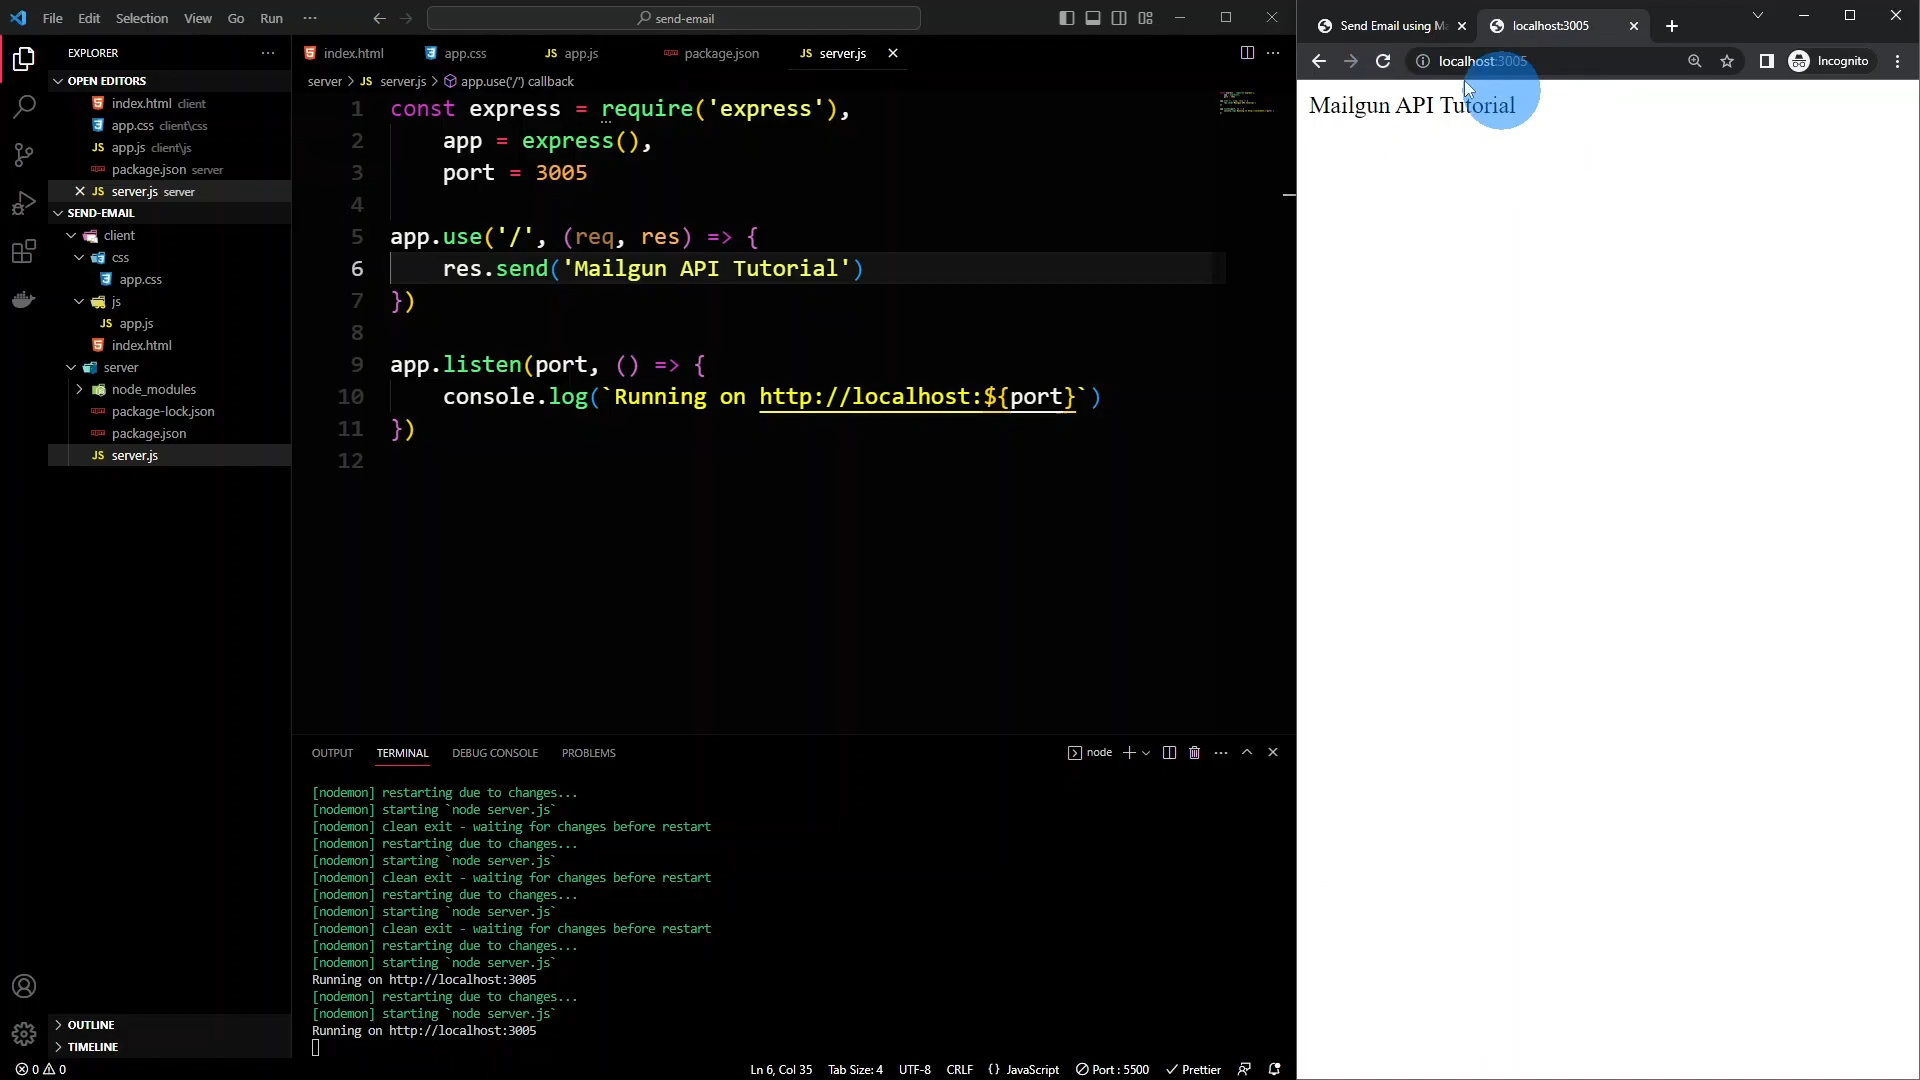 File Edit Selection View Go Run ···
send-email
EXPLORER
OPEN EDITORS
index.html client
app.css client\css
JS app.js client\js
package.json server
JS server.js server
SEND-EMAIL
client
css
app.css
js
JS app.js
index.html
server
node_modules
package-lock.json
package.json
JS server.js
OUTLINE
TIMELINE
index.html app.css JS app.js package.json JS server.js
server > JS server.js > app.use('/') callback
1 const express = require('express'),
2 app = express(),
3 port = 3005
4
5 app.use('/', (req, res) => {
6 res.send('Mailgun API Tutorial')
7 })
8
9 app.listen(port, () => {
10 console.log(`Running on http://localhost:${port}`)
11 })
12
OUTPUT TERMINAL DEBUG CONSOLE PROBLEMS
node
[nodemon] restarting due to changes...
[nodemon] starting `node server.js`
[nodemon] clean exit - waiting for changes before restart
[nodemon] restarting due to changes...
[nodemon] starting `node server.js`
[nodemon] clean exit - waiting for changes before restart
[nodemon] restarting due to changes...
[nodemon] starting `node server.js`
[nodemon] clean exit - waiting for changes before restart
[nodemon] restarting due to changes...
[nodemon] starting `node server.js`
Running on http://localhost:3005
[nodemon] restarting due to changes...
[nodemon] starting `node server.js`
Running on http://localhost:3005
0 0
Ln 6, Col 35 Tab Size: 4 UTF-8 CRLF {} JavaScript Port : 5500 Prettier
Send Email using Ma localhost:3005
localhost:3005
Incognito
Mailgun API Tutorial